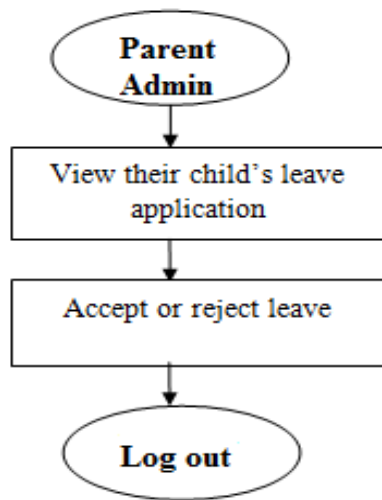 Parent
Admin
View their child's leave
application
Accept or reject leave
Log out